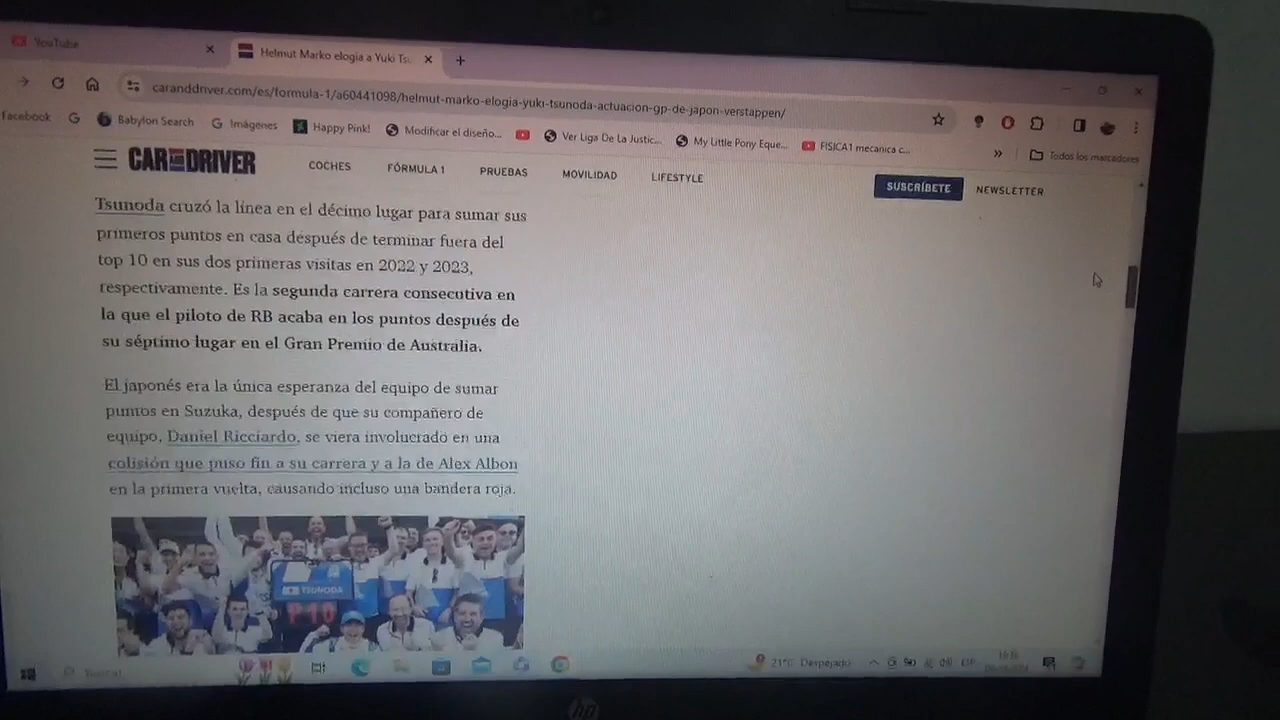 YouTube
Helmut Marko elogia a Yuki Tsu
caranddriver.com/es/formula-1/a60441098/helmut-marko-elogia-yuki-tsunoda-actuacion-gp-de-japon-verstappen/
Facebook
Babylon Search
Imágenes
Happy Pink!
Modificar el diseño...
Ver Liga De La Justic...
My Little Pony Eque...
FISICA1 mecanica c...
»
Todos los marcadores
CAR AND DRIVER
COCHES
FÓRMULA 1
PRUEBAS
MOVILIDAD
LIFESTYLE
SUSCRÍBETE
NEWSLETTER
Tsunoda cruzó la línea en el décimo lugar para sumar sus
primeros puntos en casa después de terminar fuera del
top 10 en sus dos primeras visitas en 2022 y 2023,
respectivamente. Es la segunda carrera consecutiva en
la que el piloto de RB acaba en los puntos después de
su séptimo lugar en el Gran Premio de Australia.
El japonés era la única esperanza del equipo de sumar
puntos en Suzuka, después de que su compañero de
equipo, Daniel Ricciardo, se viera involucrado en una
colisión que puso fin a su carrera y a la de Alex Albon
en la primera vuelta, causando incluso una bandera roja.
TSUNODA
P10
Buscar
21°C Despejado
ESP
hp